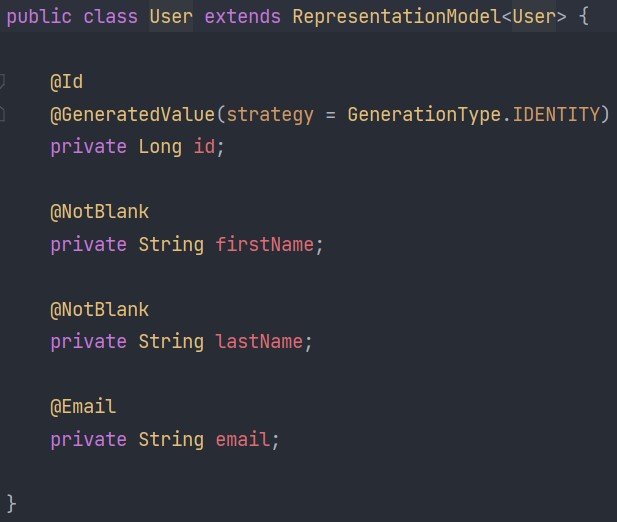 public class User extends RepresentationModel<User> {
@Id
@GeneratedValue(strategy = GenerationType.IDENTITY)
private Long id;
@NotBlank
private String firstName;
@NotBlank
private String lastName;
@Email
private String email;
}